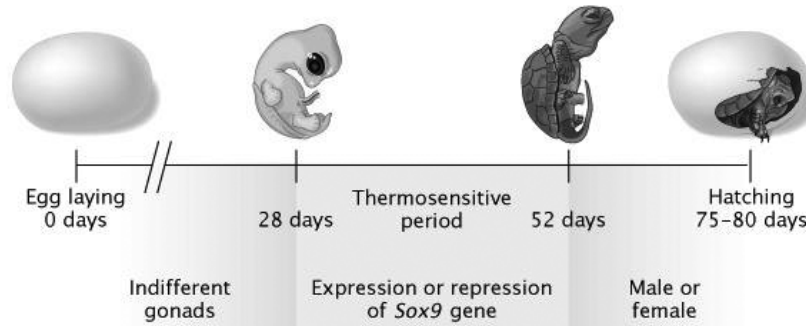 Egg laying
0 days
28 days
Thermosensitive
period
52 days
Hatching
75–80 days
Indifferent
gonads
Expression or repression
of Sox9 gene
Male or
female